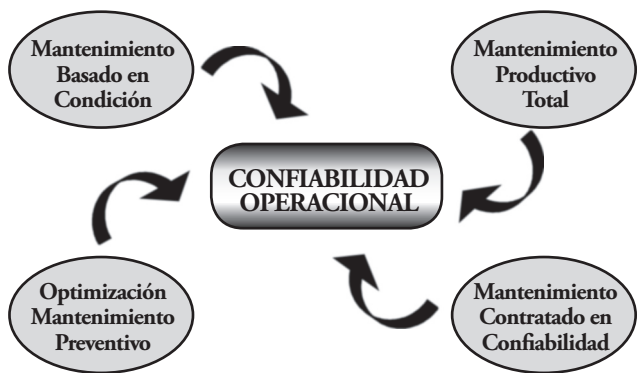 Mantenimiento
Basado en
Condición
Mantenimiento
Productivo
Total
CONFIABILIDAD
OPERACIONAL
Optimización
Mantenimiento
Preventivo
Mantenimiento
Contratado en
Confiabilidad